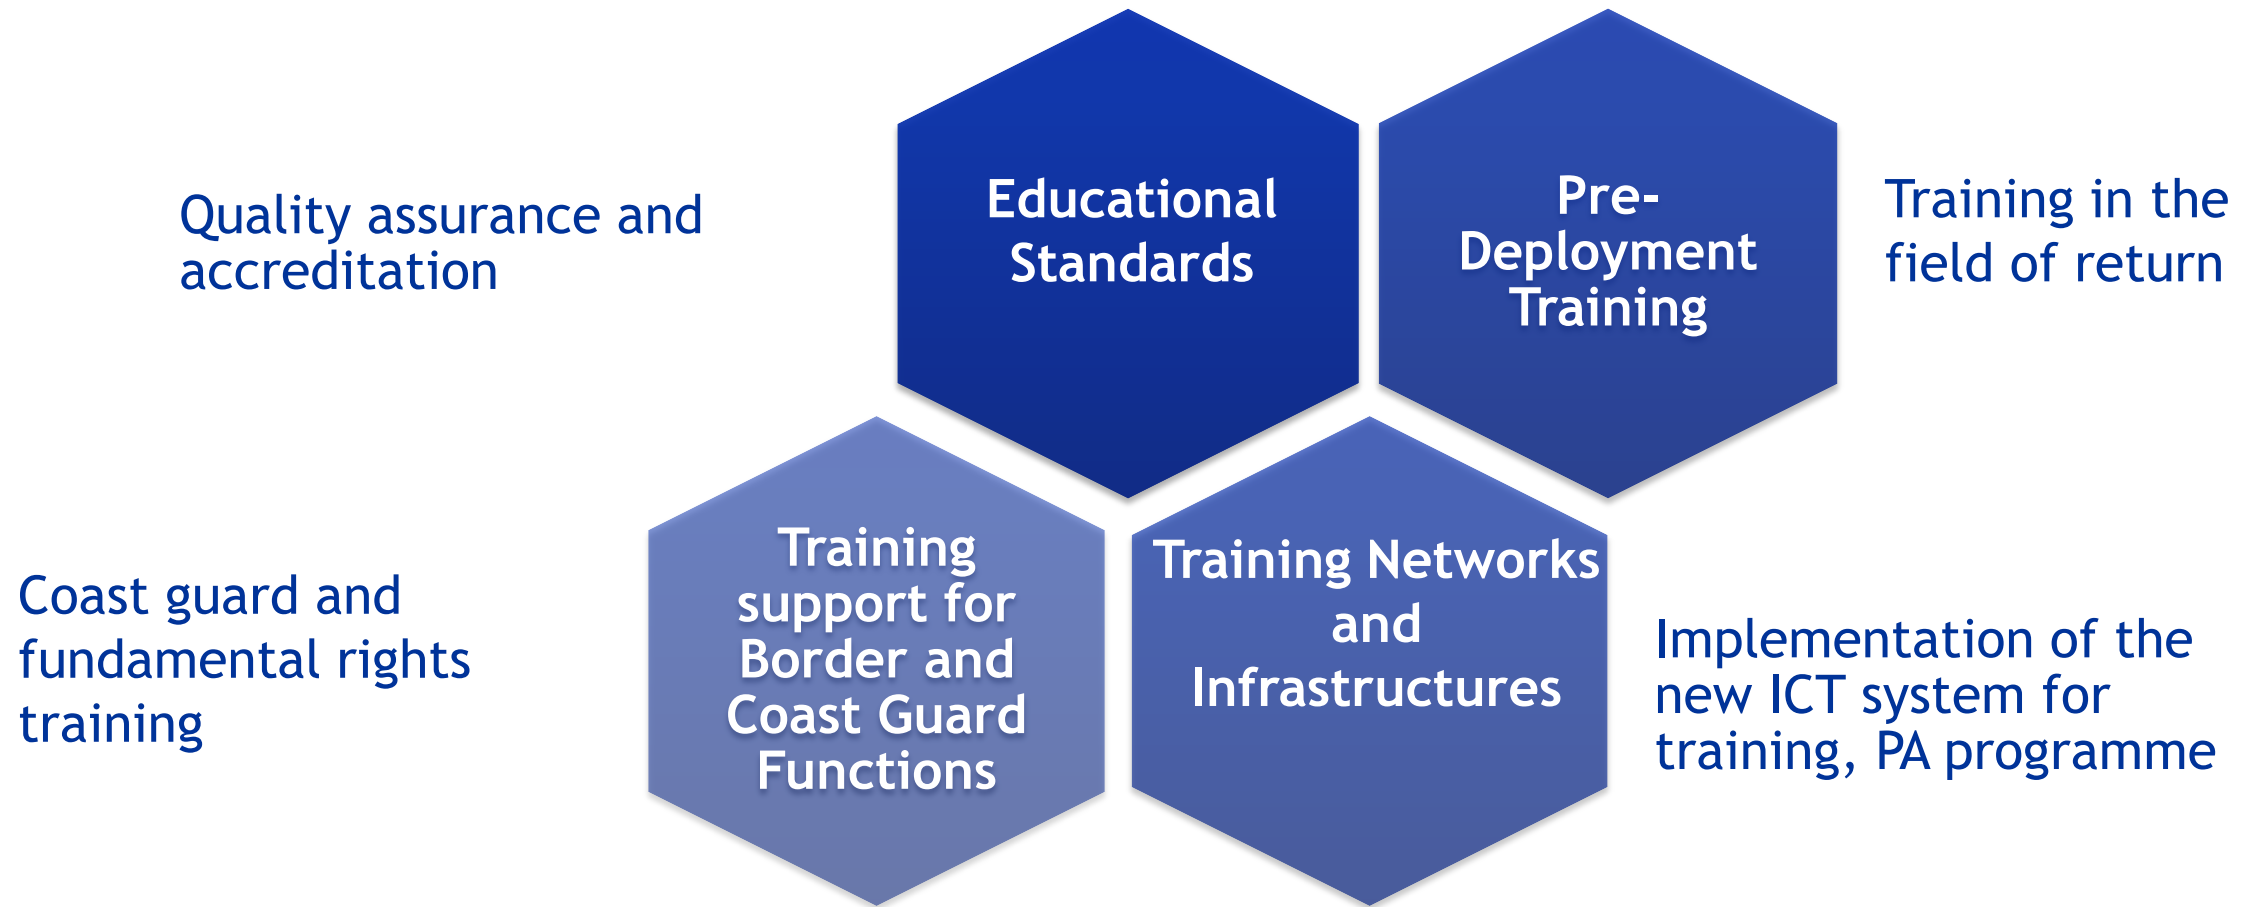 Quality assurance and
accreditation
Educational
Standards
Pre-
Deployment
Training
Training in the
field of return
Coast guard and
fundamental rights
training
Training
support for
Border and
Coast Guard
Functions
Training Networks
and
Infrastructures
Implementation of the
new ICT system for
training, PA programme